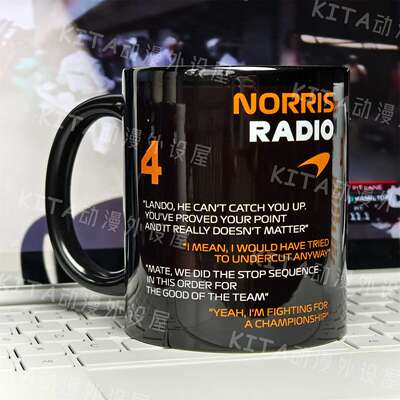 KITA动漫外设屋
NORRIS
RADIO
4
"LANDO, HE CAN'T CATCH YOU UP.
YOU'VE PROVED YOUR POINT
AND IT REALLY DOESN'T MATTER"
"I MEAN, I WOULD HAVE TRIED
TO UNDERCUT ANYWAY"
"MATE, WE DID THE STOP SEQUENCE
IN THIS ORDER FOR
THE GOOD OF THE TEAM"
"YEAH, I'M FIGHTING FOR
A CHAMPIONSHIP"